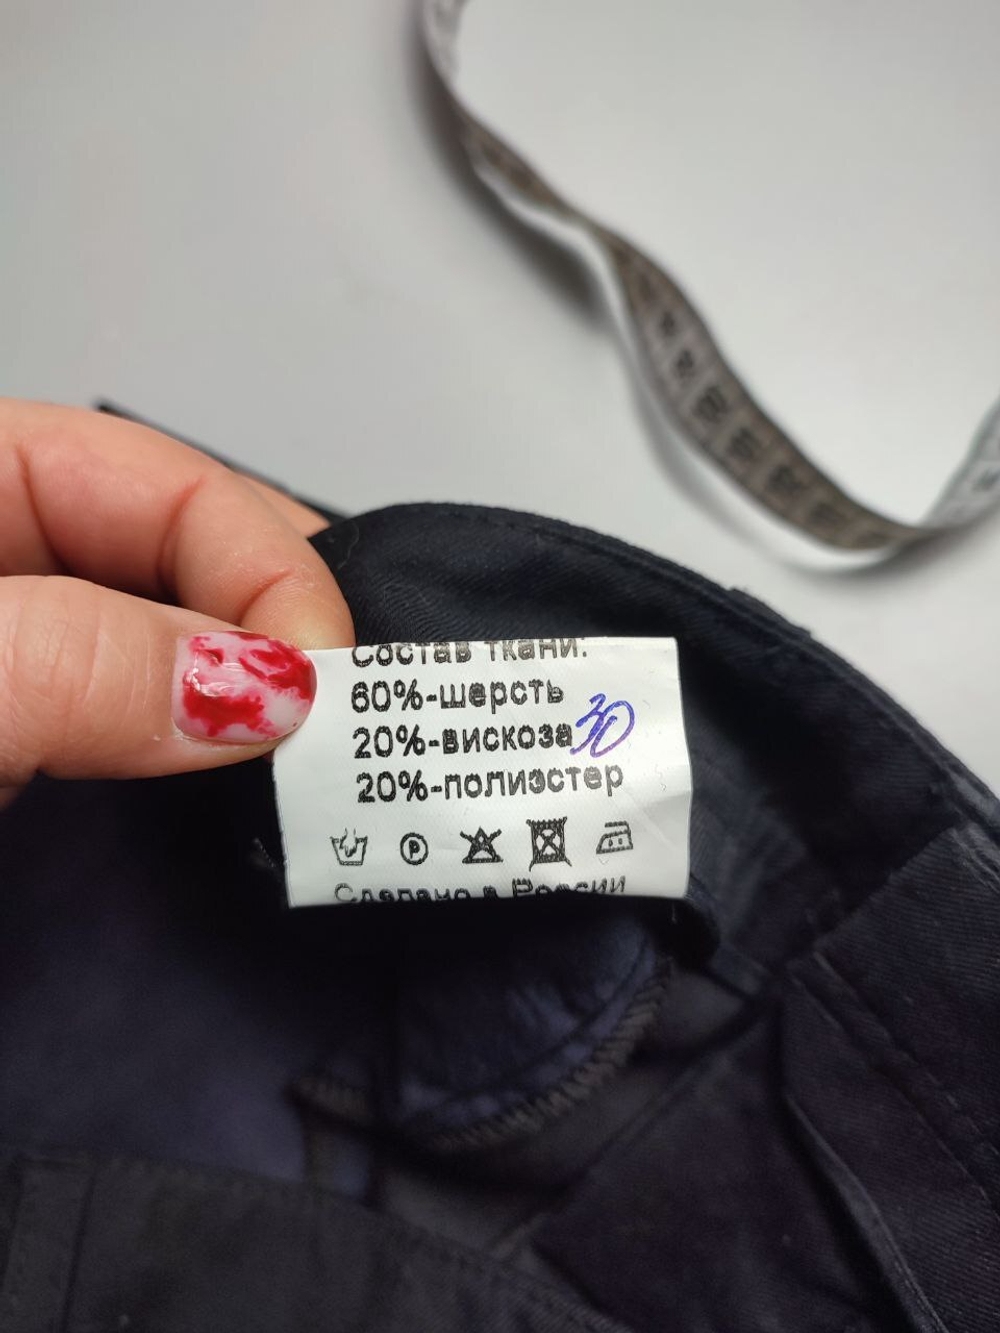 Состав ткани:
60%-шерсть
20%-вискоза 30
20%-полиэстер
P
Сделано в России